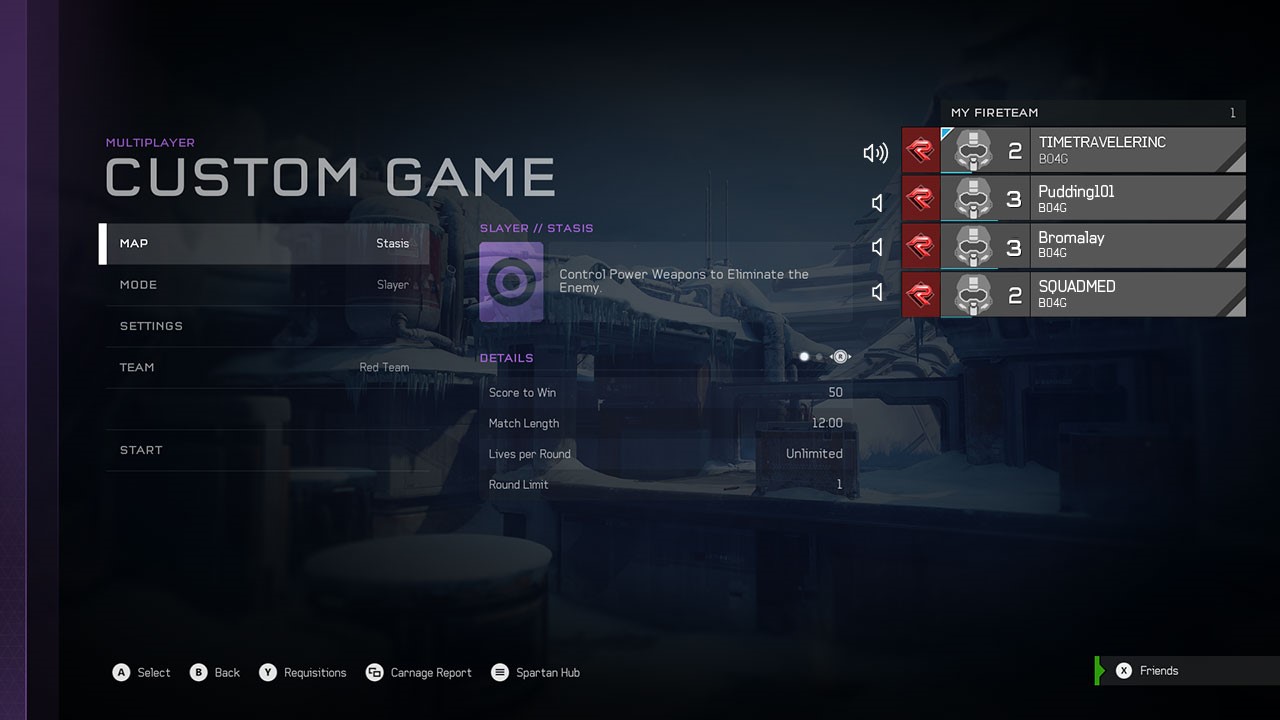 MULTIPLAYER
CUSTOM GAME
MAP Stasis
MODE Slayer
SETTINGS
TEAM Red Team
START
SLAYER // STASIS
Control Power Weapons to Eliminate the
Enemy.
DETAILS
R
Score to Win 50
Match Length 12:00
Lives per Round Unlimited
Round Limit 1
MY FIRETEAM 1
2 TIMETRAVELERINC
B04G
3 Pudding101
B04G
3 Bromalay
B04G
2 SQUADMED
B04G
A Select B Back Y Requisitions Carnage Report Spartan Hub
X Friends